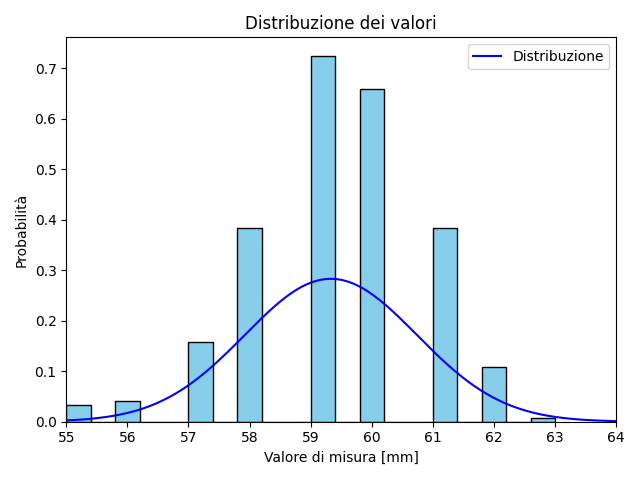 Distribuzione dei valori
Distribuzione
0.7
0.6
0.5
0.4
0.3
0.2
0.1
0.0
Probabilità
55 56 57 58 59 60 61 62 63 64
Valore di misura [mm]